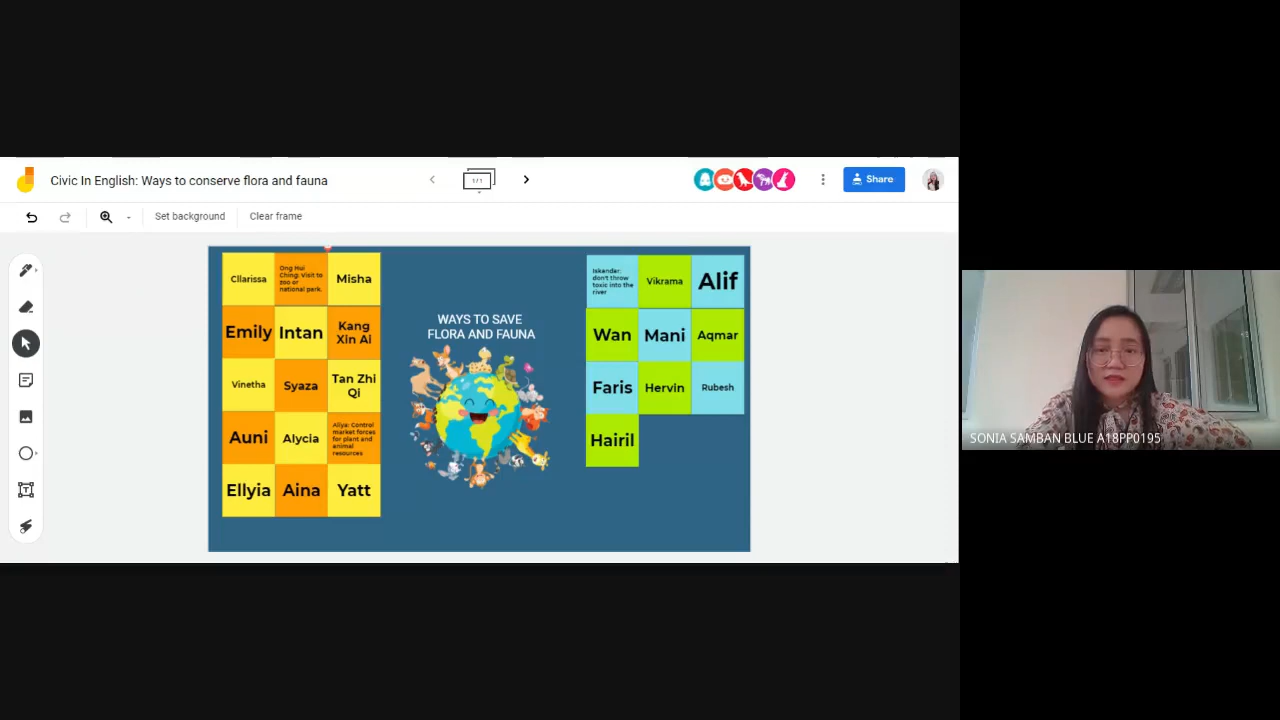 Civic In English: Ways to conserve flora and fauna
1 / 1
Share
Set background
Clear frame
Cllarissa
Ong Hui
Ching: Visit to
zoo or
national park.
Misha
Emily
Intan
Kang
Xin Ai
Vinetha
Syaza
Tan Zhi
Qi
Auni
Alycia
Aliya: Control
market forces
for plant and
animal
resources
Ellyia
Aina
Yatt
WAYS TO SAVE
FLORA AND FAUNA
Iskandar:
don't throw
toxic into the
river
Vikrama
Alif
Wan
Mani
Aqmar
Faris
Hervin
Rubesh
Hairil
SONIA SAMBAN BLUE A18PP0195